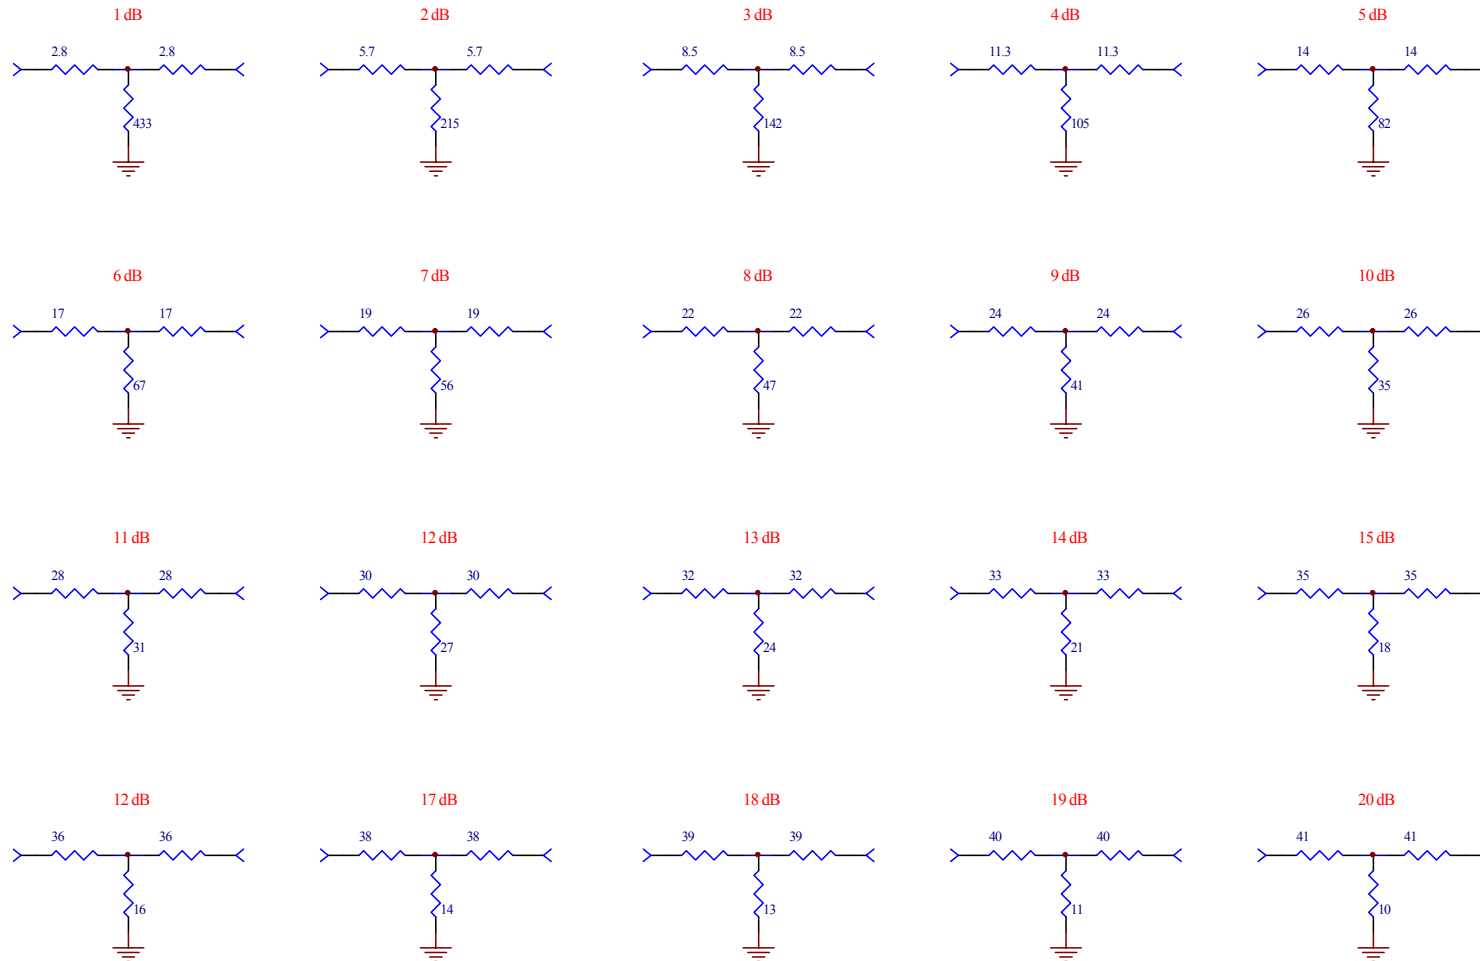 1 dB 2 dB 3 dB 4 dB 5 dB
2.8 2.8 5.7 5.7 8.5 8.5 11.3 11.3 14 14
433 215 142 105 82
6 dB 7 dB 8 dB 9 dB 10 dB
17 17 19 19 22 22 24 24 26 26
67 56 47 41 35
11 dB 12 dB 13 dB 14 dB 15 dB
28 28 30 30 32 32 33 33 35 35
31 27 24 21 18
12 dB 17 dB 18 dB 19 dB 20 dB
36 36 38 38 39 39 40 40 41 41
16 14 13 11 10